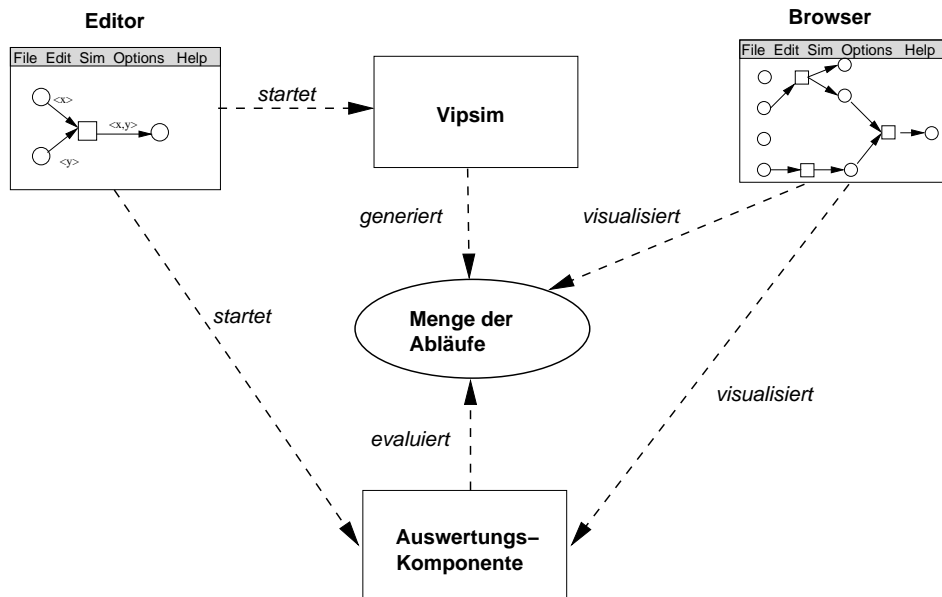 Editor
Browser
File Edit Sim Options Help
File Edit Sim Options Help
<x>
<x,y>
<y>
startet
Vipsim
generiert
visualisiert
startet
Menge der
Abläufe
visualisiert
evaluiert
Auswertungs–
Komponente